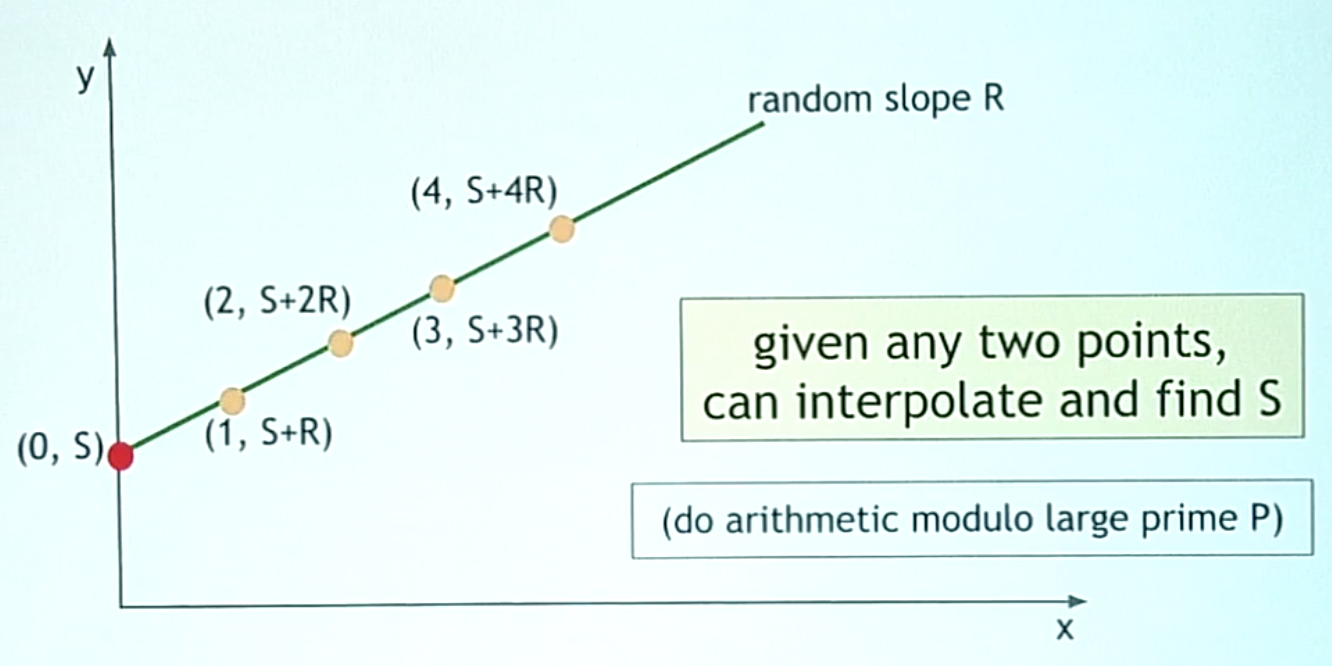 y
random slope R
(4, S+4R)
(2, S+2R)
(3, S+3R)
given any two points,
can interpolate and find S
(1, S+R)
(0, S)
(do arithmetic modulo large prime P)
x